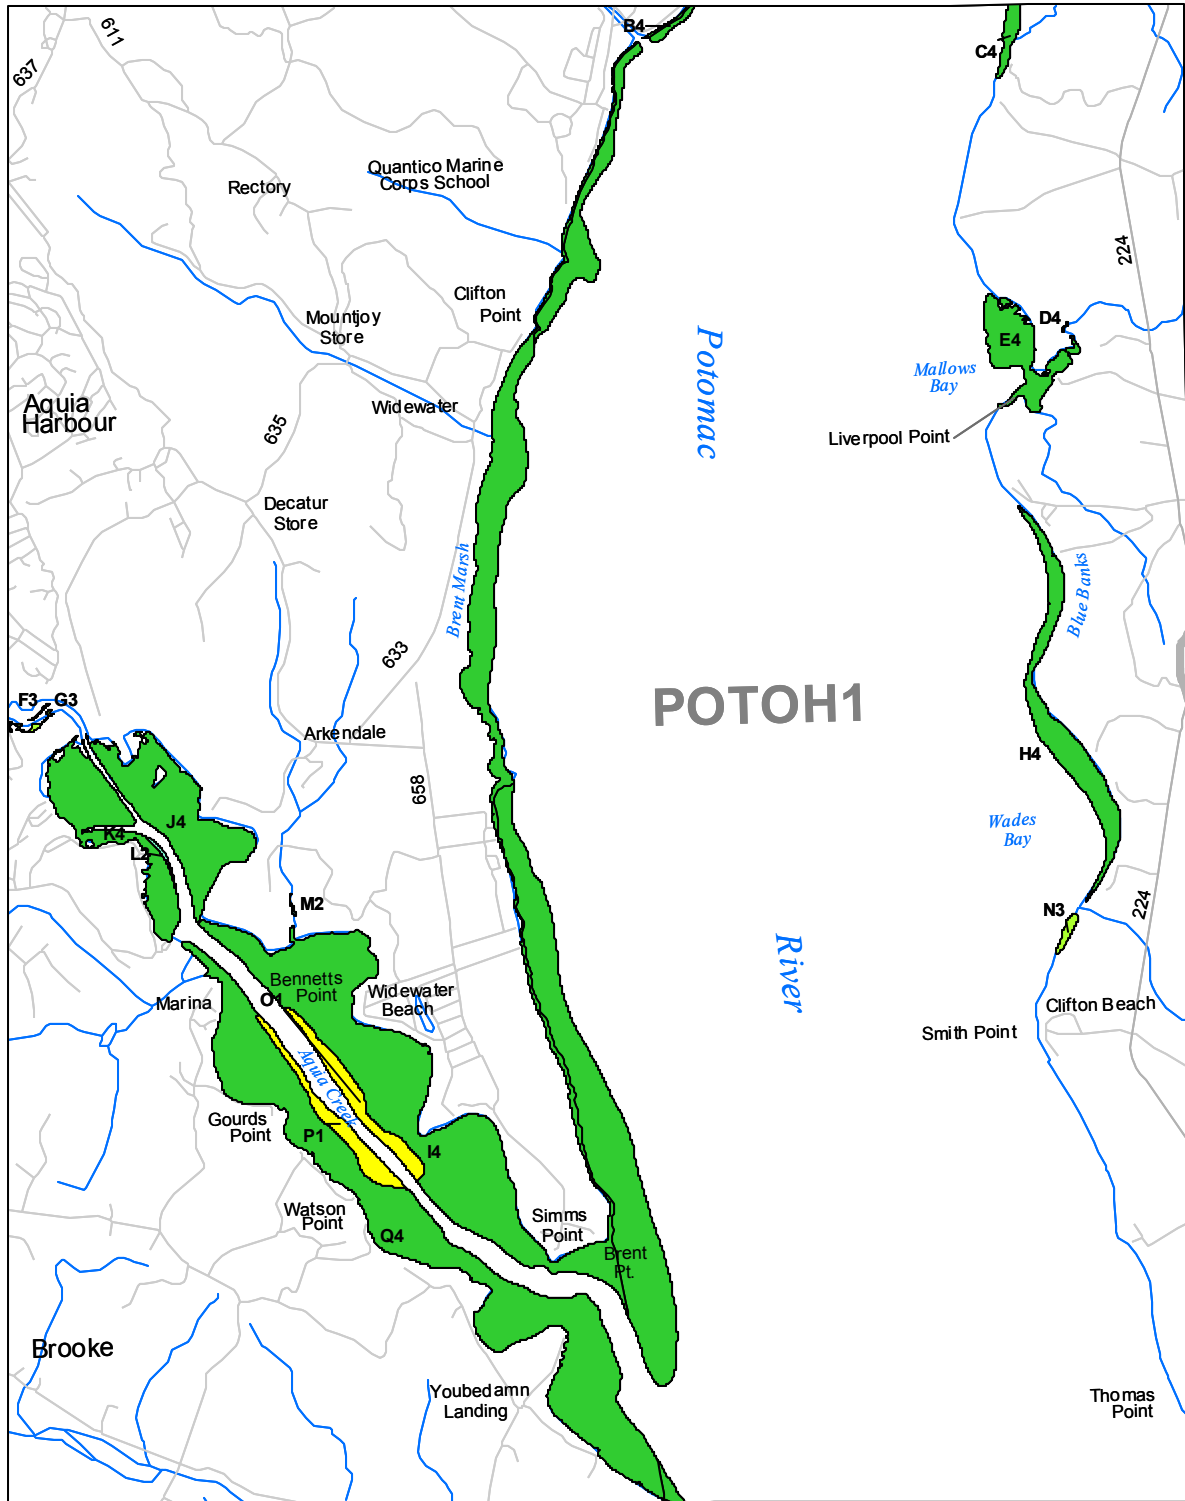 B4
611
C4
637
Quantico Marine
Corps School
Rectory
224
Clifton
Point
Mountjoy
Store
D4
E4
Potomac
Mallows
Bay
Aquia
Harbour
Widewater
635
Liverpool Point
Decatur
Store
Brent Marsh
Blue Banks
633
F3
G3
POTOH1
Arkendale
H4
658
J4
K4
L2
Wades
Bay
M2
N3
224
River
Bennetts
Point
O1
Widewater
Beach
Marina
Clifton Beach
Smith Point
Aquia Creek
Gourds
Point
P1
I4
Watson
Point
Simms
Point
Q4
Brent
Pt.
Brooke
Youbedamn
Landing
Thomas
Point